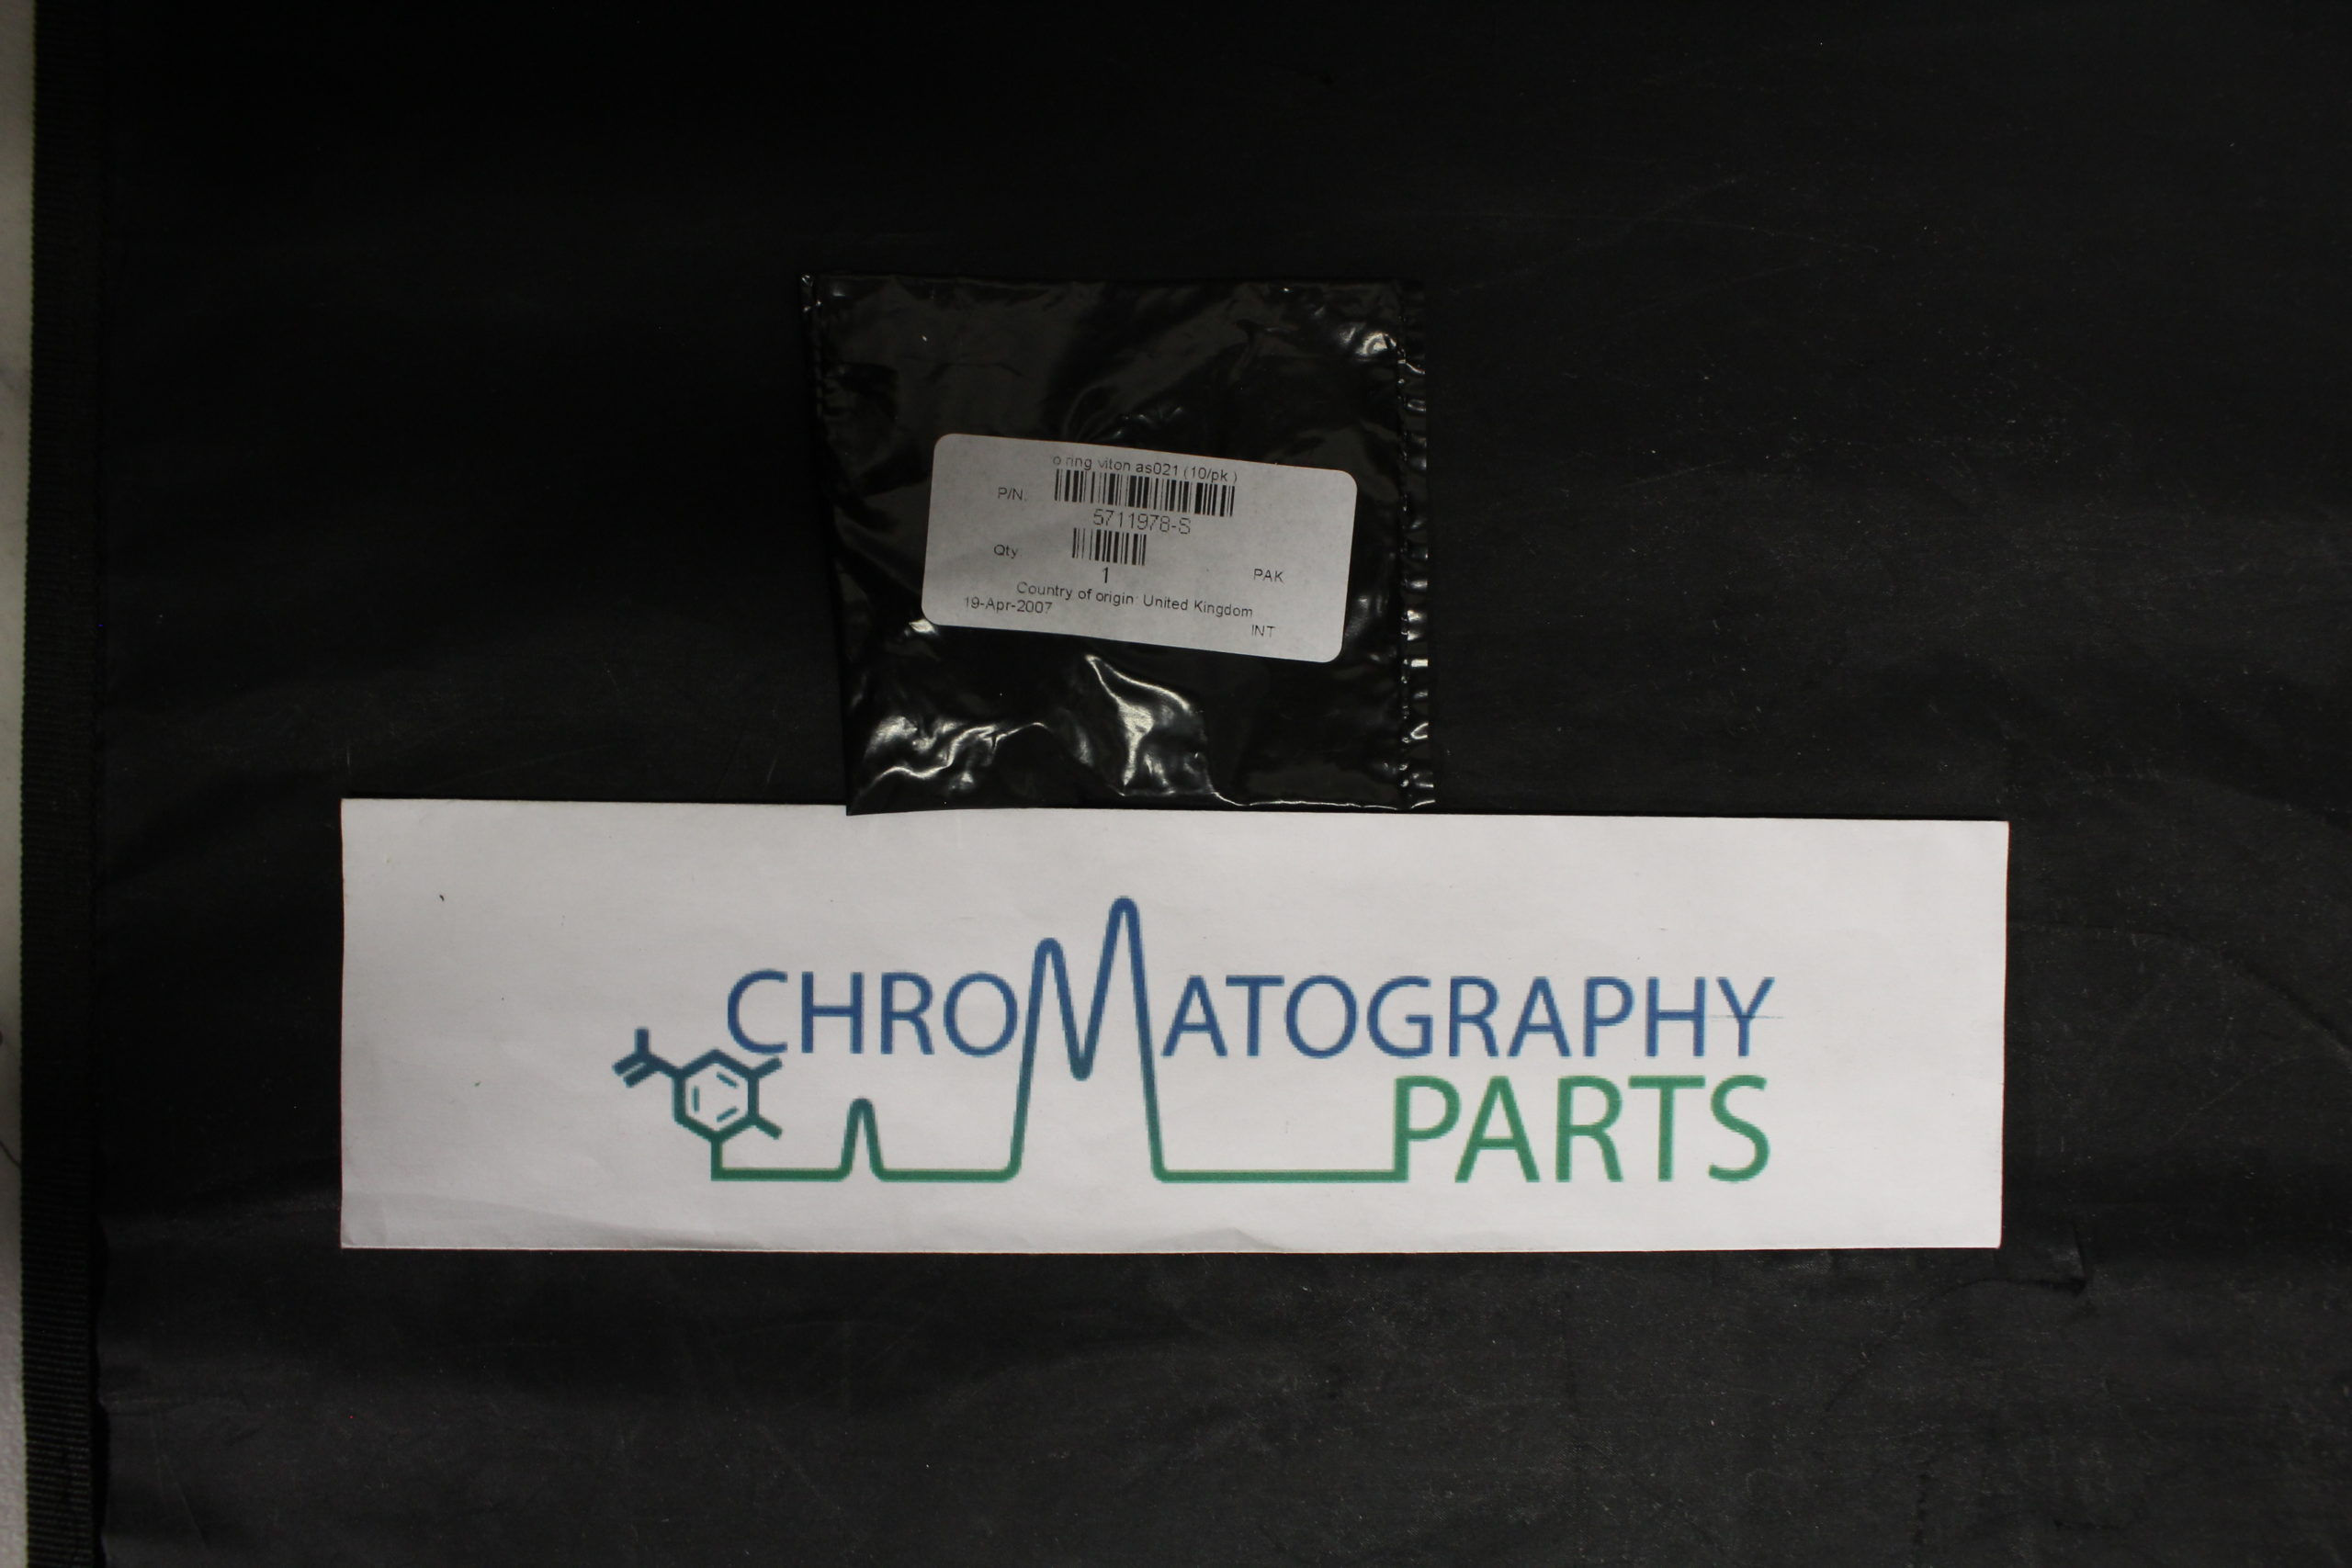 o ring viton as021 (10/pk )
P/N.
5711978-S
Qty
1
PAK
Country of origin: United Kingdom
19-Apr-2007
INT
CHROMATOGRAPHY
PARTS